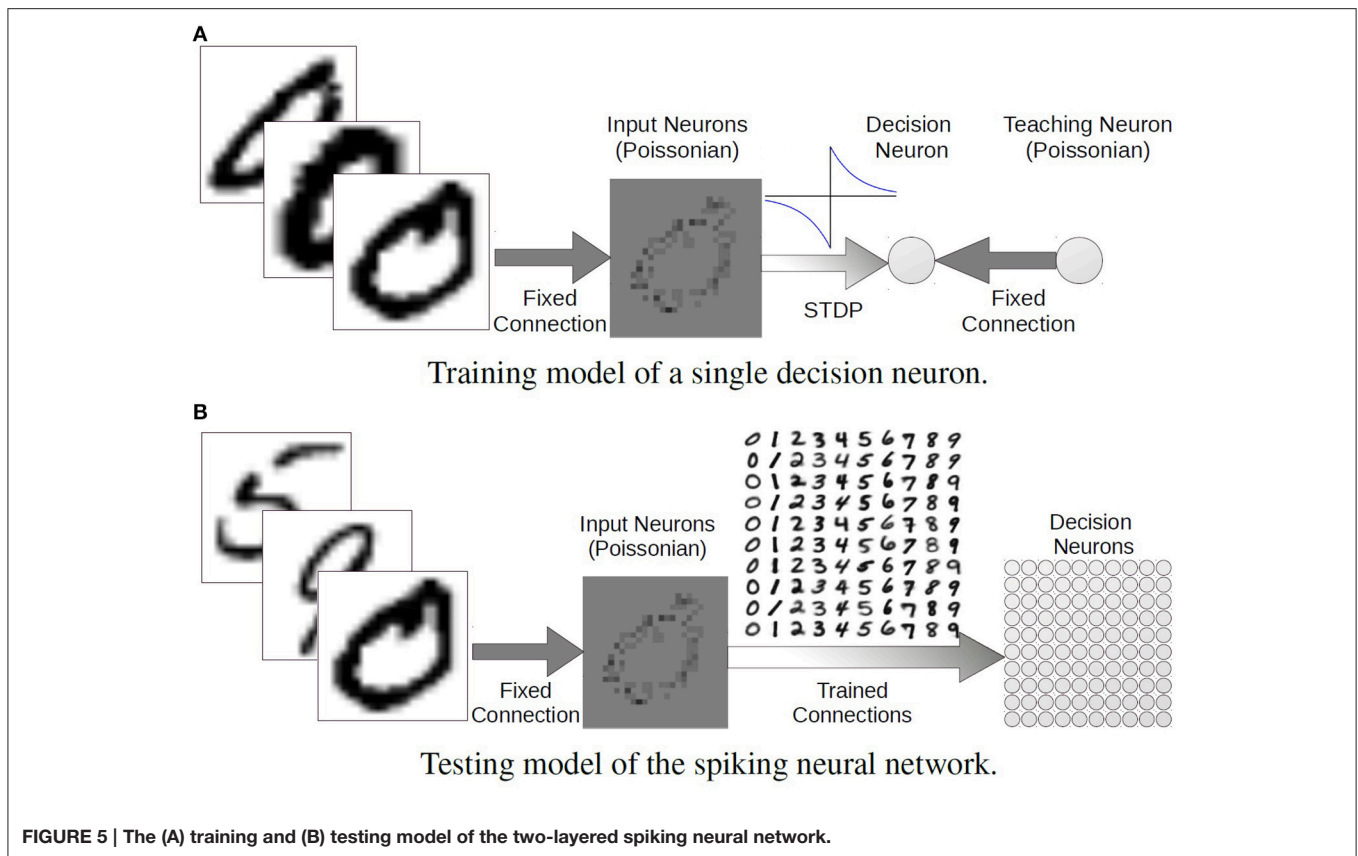 A
Input Neurons
(Poissonian)
Decision
Neuron
Teaching Neuron
(Poissonian)
Fixed
Connection
STDP
Fixed
Connection
Training model of a single decision neuron.
B
0 1 2 3 4 5 6 7 8 9
0 1 2 3 4 5 6 7 8 9
0 1 2 3 4 5 6 7 8 9
0 1 2 3 4 5 6 7 8 9
0 1 2 3 4 5 6 7 8 9
0 1 2 3 4 5 6 7 8 9
0 1 2 3 4 5 6 7 8 9
0 1 2 3 4 5 6 7 8 9
0 1 2 3 4 5 6 7 8 9
0 1 2 3 4 5 6 7 8 9
Input Neurons
(Poissonian)
Decision
Neurons
Fixed
Connection
Trained
Connections
Testing model of the spiking neural network.
FIGURE 5 | The (A) training and (B) testing model of the two-layered spiking neural network.